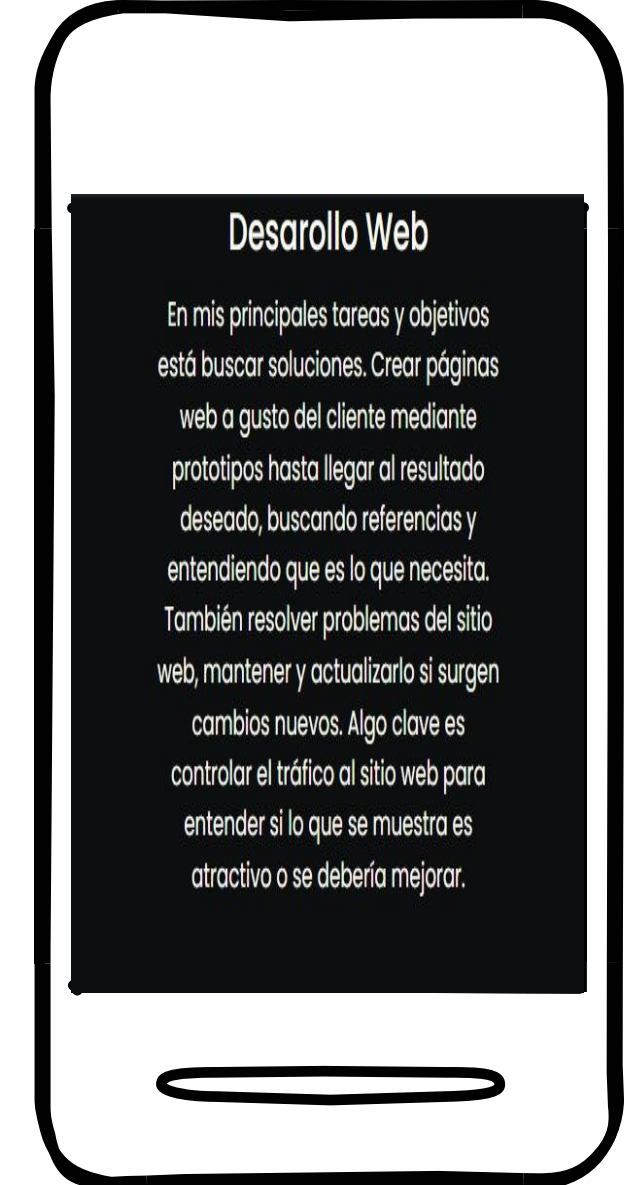 Desarollo Web
En mis principales tareas y objetivos
está buscar soluciones. Crear páginas
web a gusto del cliente mediante
prototipos hasta llegar al resultado
deseado, buscando referencias y
entendiendo que es lo que necesita.
También resolver problemas del sitio
web, mantener y actualizarlo si surgen
cambios nuevos. Algo clave es
controlar el tráfico al sitio web para
entender si lo que se muestra es
atractivo o se debería mejorar.